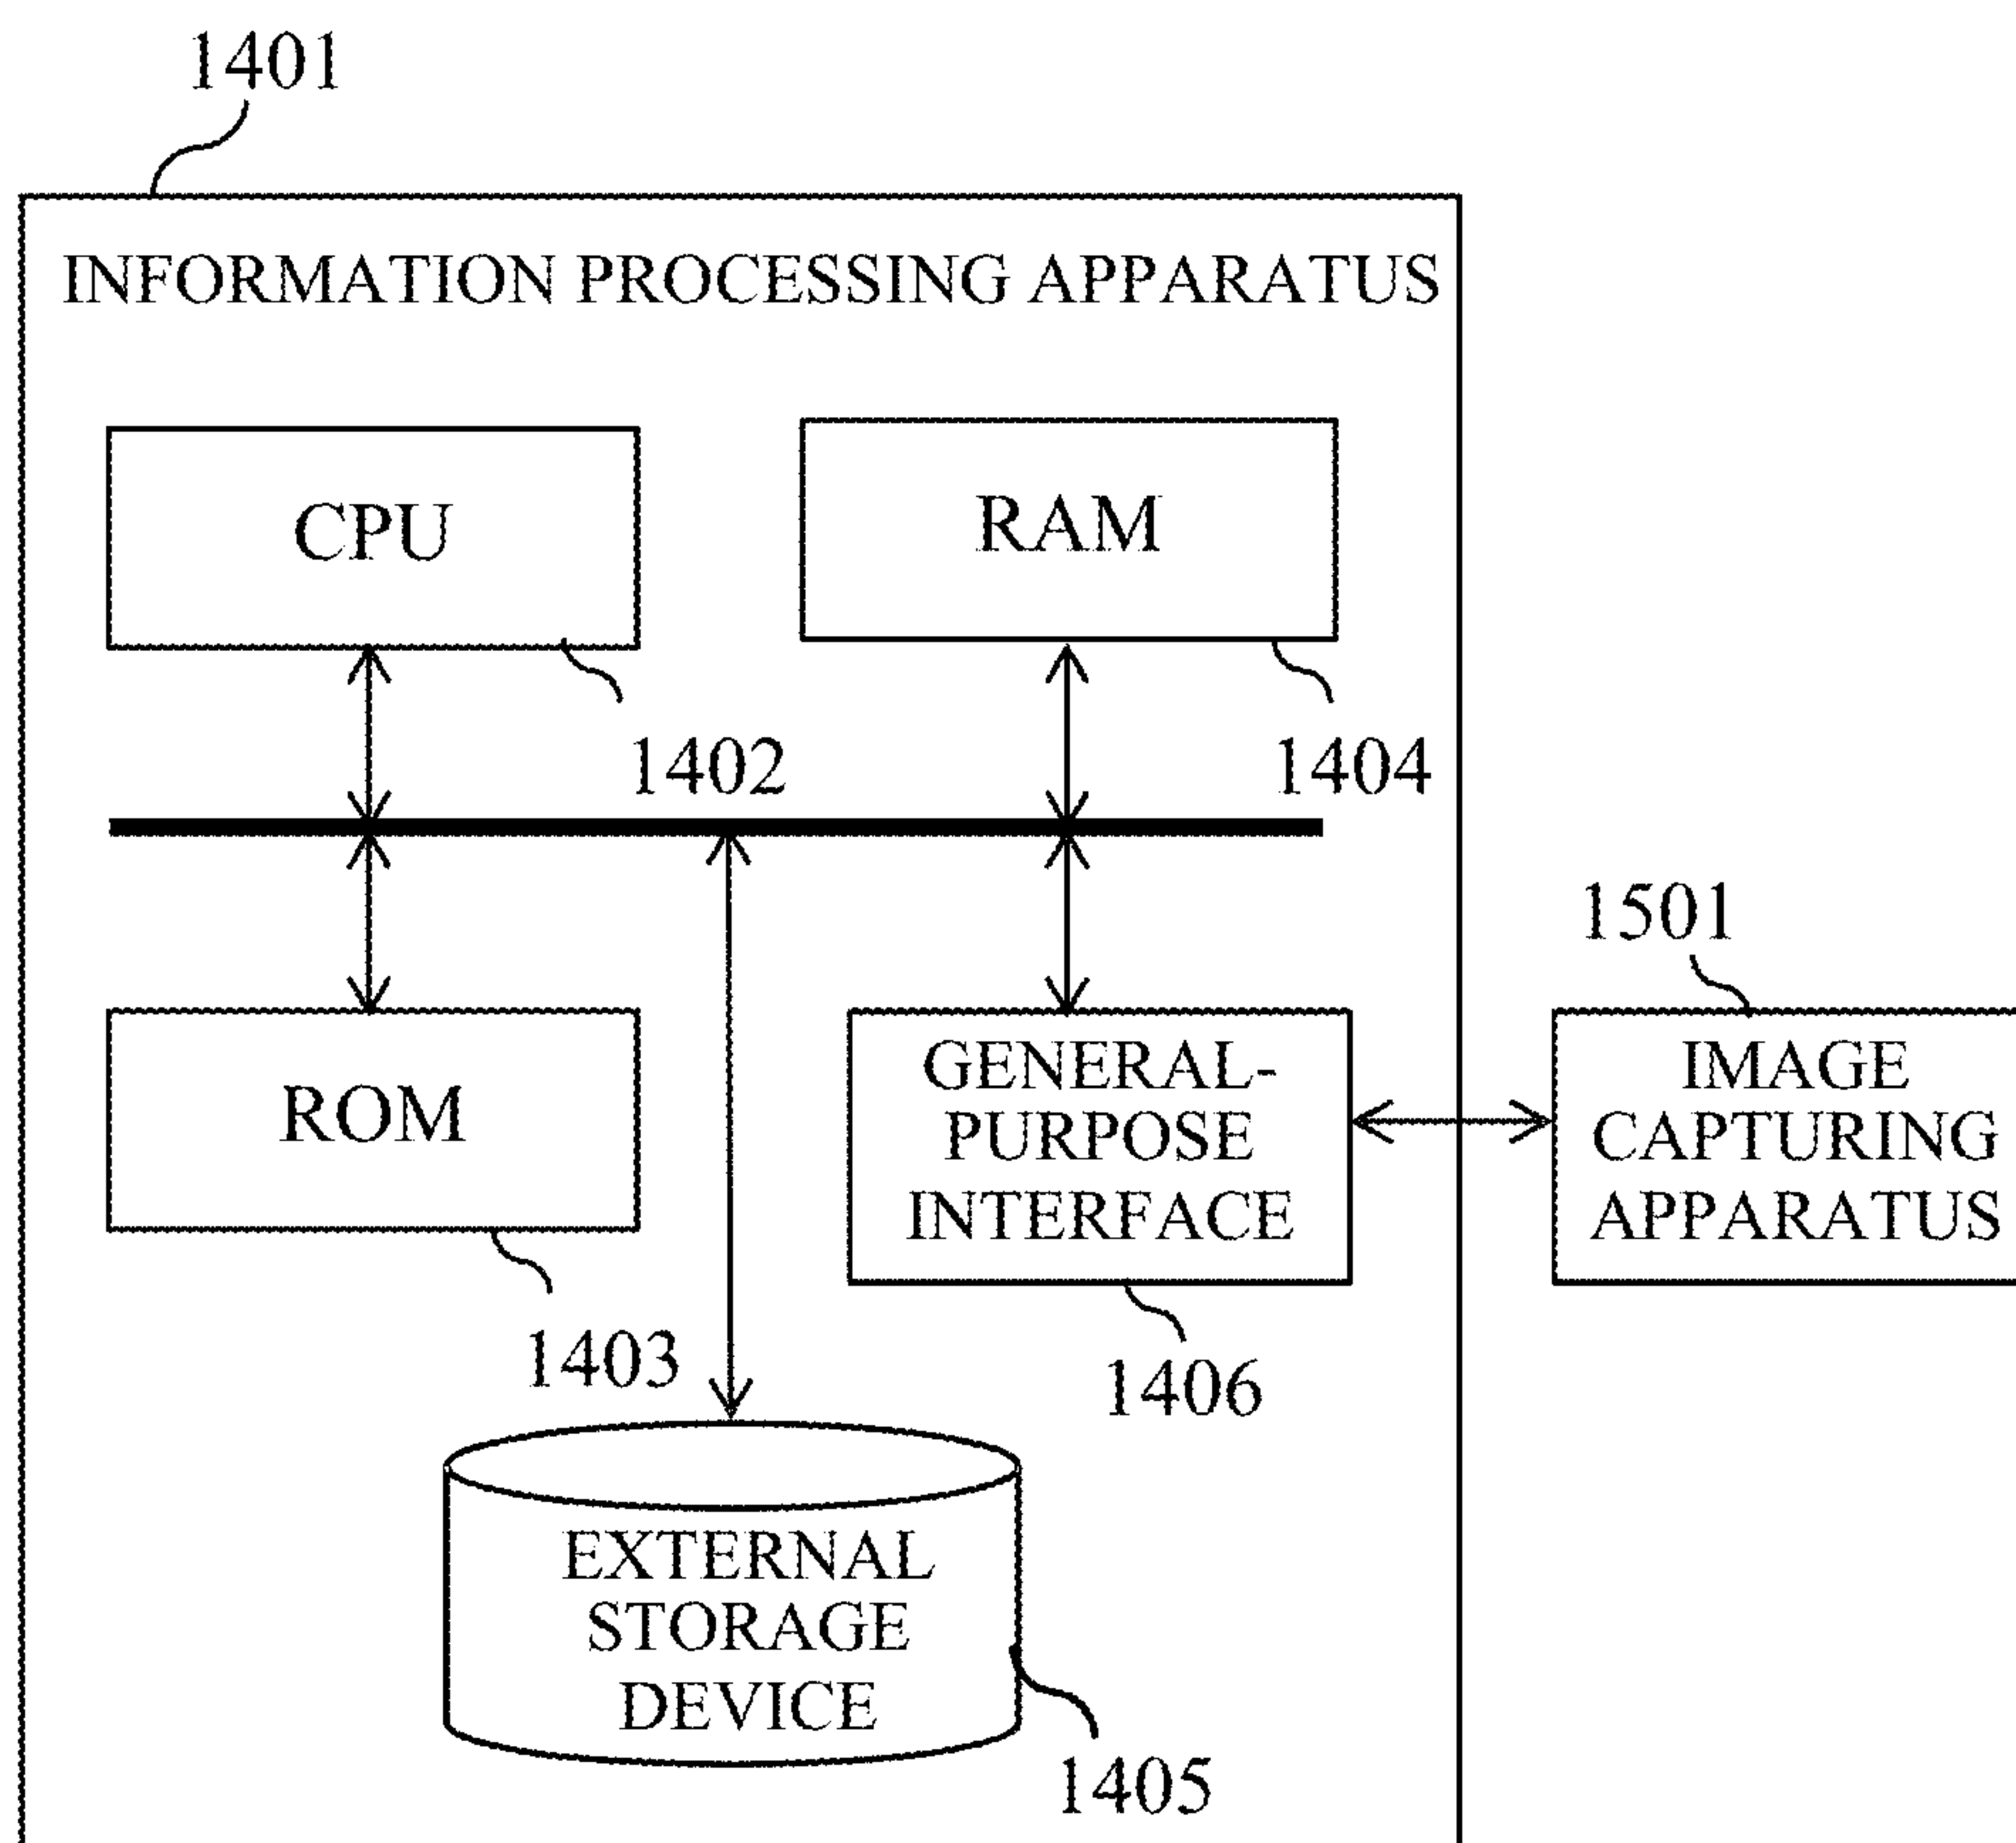 1401
INFORMATION PROCESSING APPARATUS
CPU
RAM
1402
1404
1501
ROM
GENERAL-
PURPOSE
INTERFACE
IMAGE
CAPTURING
APPARATUS
1403
1406
EXTERNAL
STORAGE
DEVICE
1405